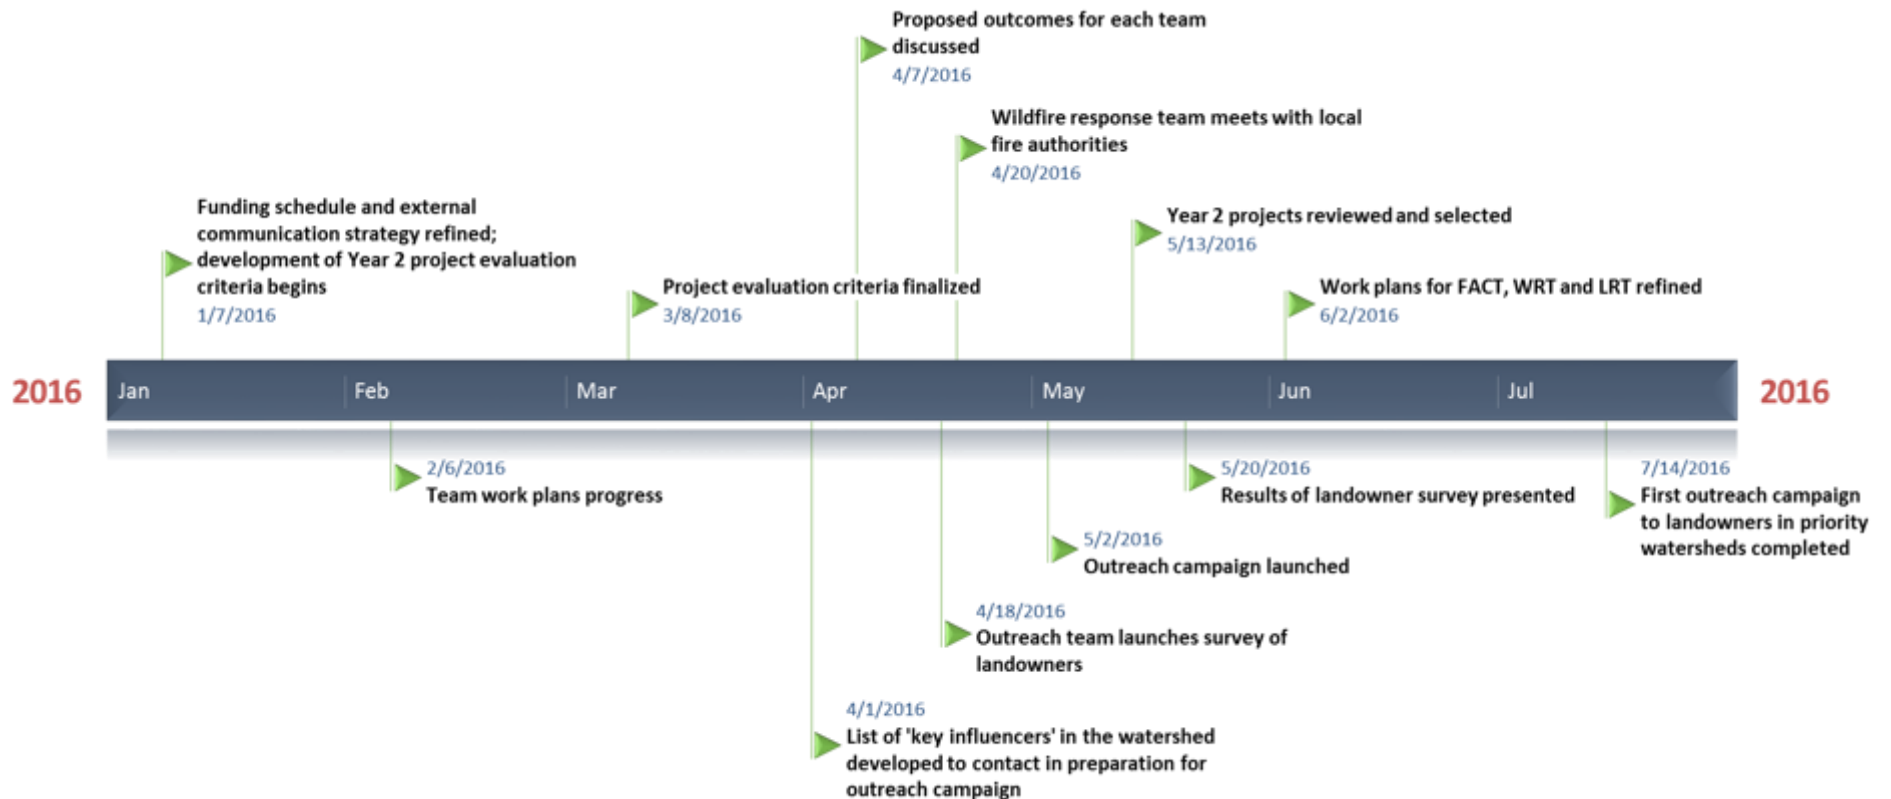 Proposed outcomes for each team
discussed
4/7/2016
Wildfire response team meets with local
fire authorities
4/20/2016
Funding schedule and external
communication strategy refined;
development of Year 2 project evaluation
criteria begins
1/7/2016
Project evaluation criteria finalized
3/8/2016
Year 2 projects reviewed and selected
5/13/2016
Work plans for FACT, WRT and LRT refined
6/2/2016
2016 Jan Feb Mar Apr May Jun Jul 2016
2/6/2016
Team work plans progress
5/20/2016
Results of landowner survey presented
7/14/2016
First outreach campaign
to landowners in priority
watersheds completed
5/2/2016
Outreach campaign launched
4/18/2016
Outreach team launches survey of
landowners
4/1/2016
List of 'key influencers' in the watershed
developed to contact in preparation for
outreach campaign